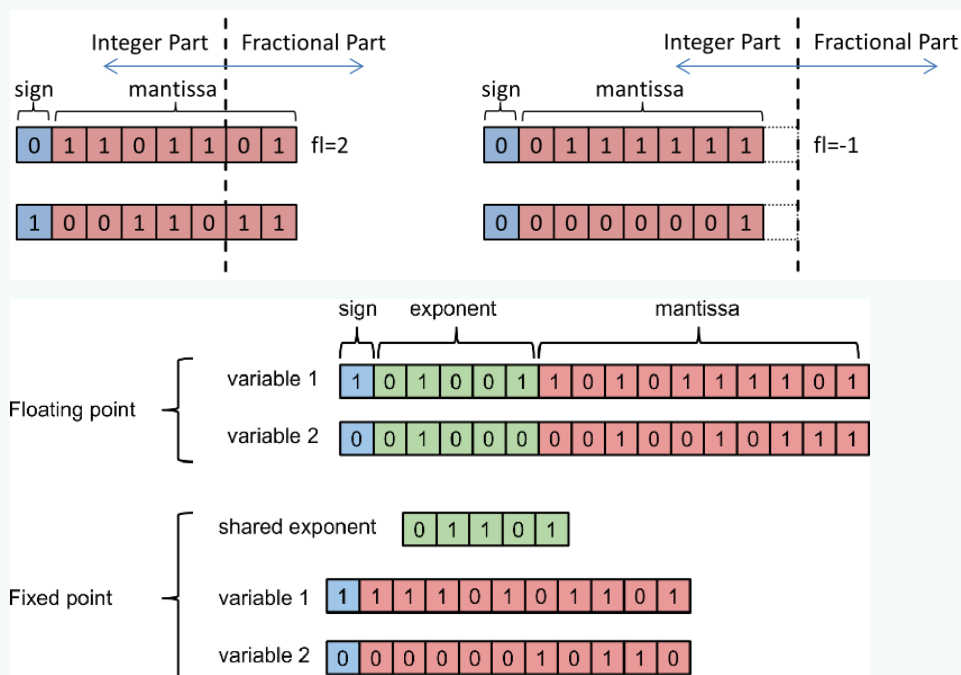 Integer Part Fractional Part Integer Part Fractional Part
sign mantissa sign mantissa
0 1 1 0 1 1 0 1 fl=2 0 0 1 1 1 1 1 1 fl=-1
1 0 0 1 1 0 1 1 0 0 0 0 0 0 0 1
sign exponent mantissa
variable 1 1 0 1 0 0 1 1 0 1 0 1 1 1 1 0 1
Floating point
variable 2 0 0 1 0 0 0 0 0 1 0 0 1 0 1 1 1
shared exponent 0 1 1 0 1
Fixed point variable 1 1 1 1 1 0 1 0 1 1 0 1
variable 2 0 0 0 0 0 0 1 0 1 1 0